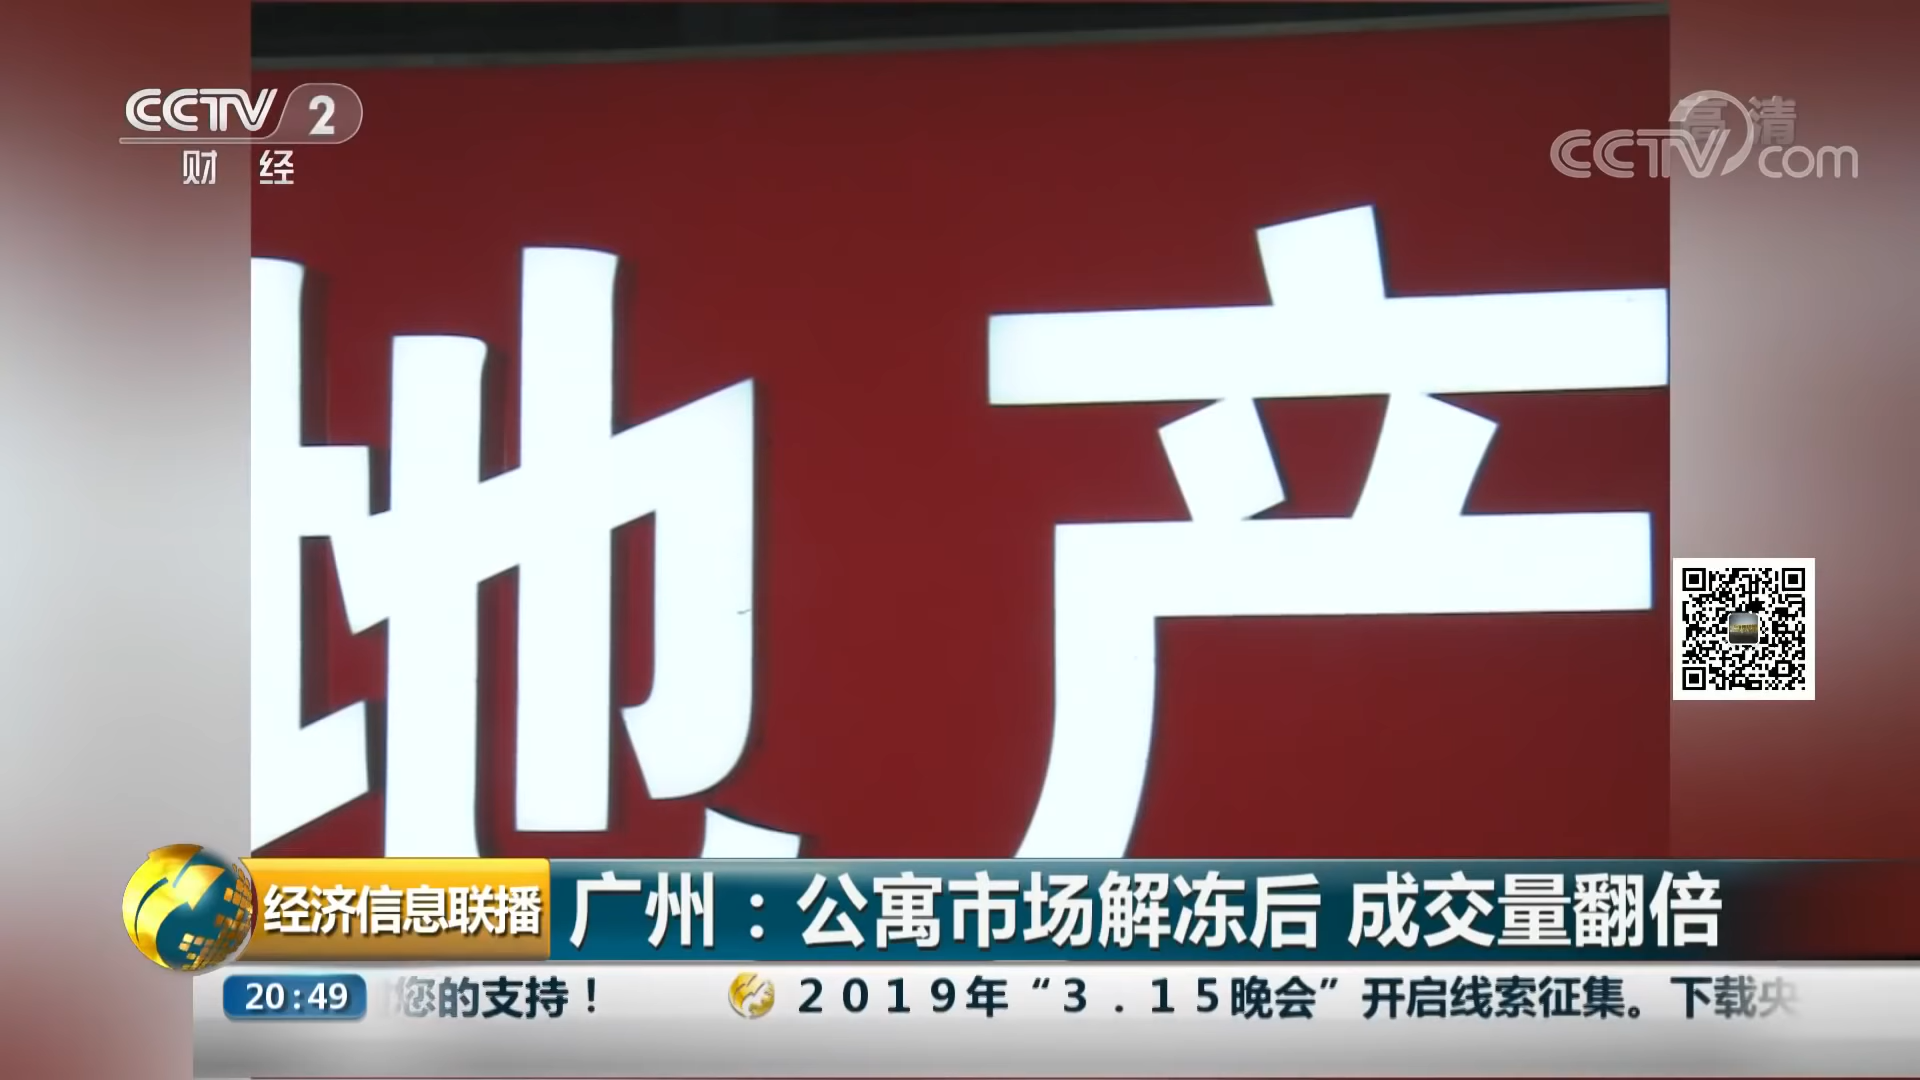 CCTV 2
财 经
高清
CCTV com
地产
经济信息联播
广州：公寓市场解冻后 成交量翻倍
20:49
您的支持！ 2019年“3．15晚会”开启线索征集。下载央